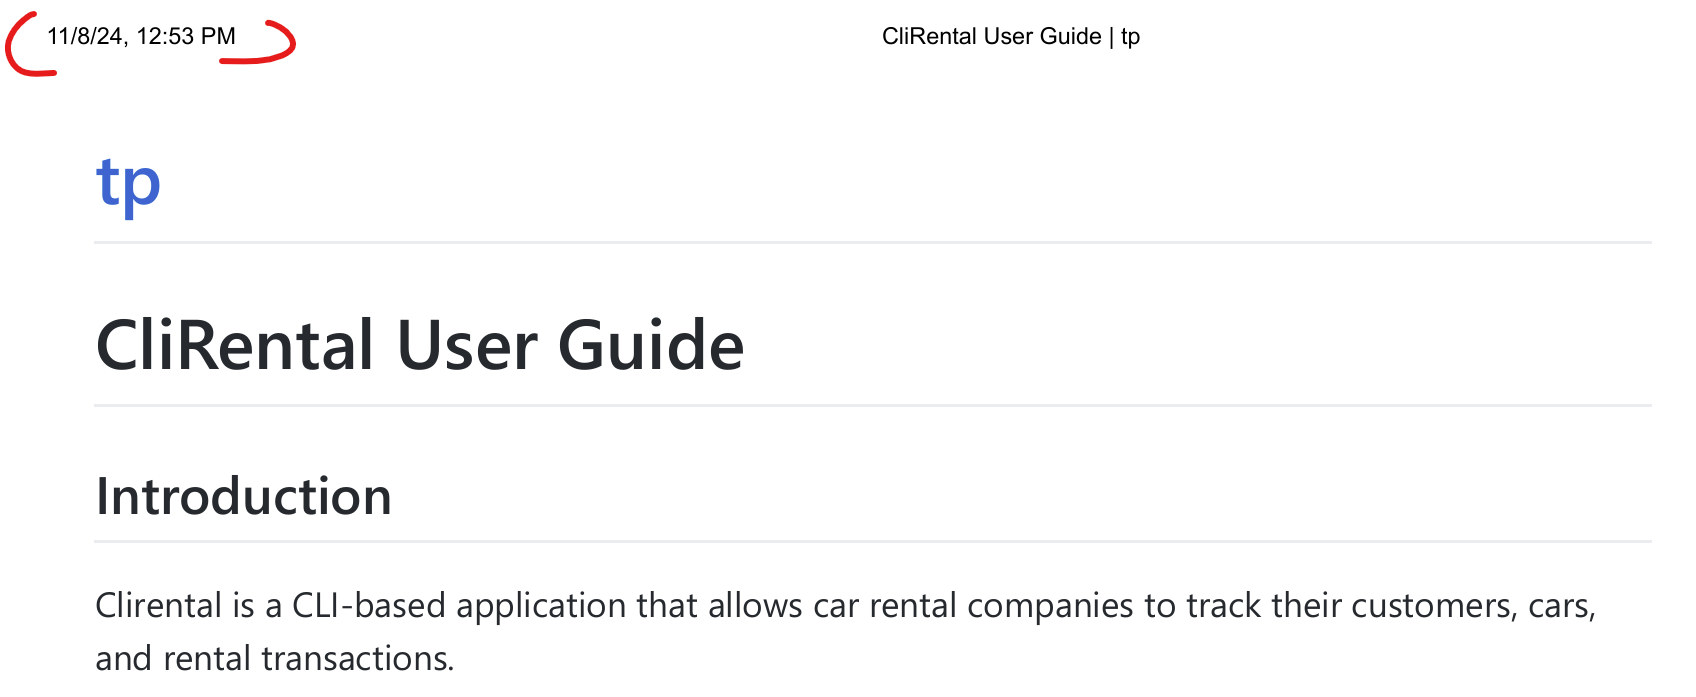 11/8/24, 12:53 PM
CliRental User Guide | tp
tp
CliRental User Guide
Introduction
Clirental is a CLI-based application that allows car rental companies to track their customers, cars,
and rental transactions.